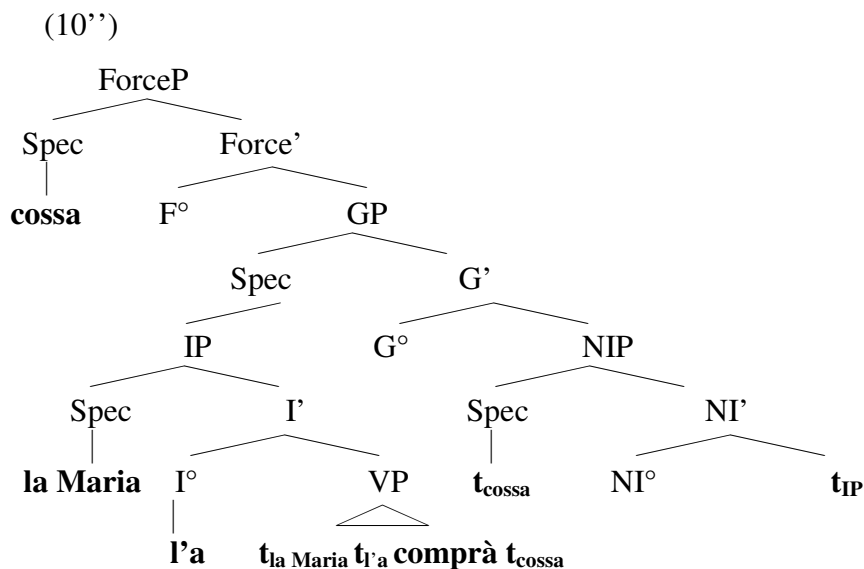 (10’’)
ForceP
Spec Force’
cossa F° GP
Spec G’
IP G° NIP
Spec I’ Spec NI’
la Maria I° VP t_cossa NI° t_IP
l’a t_la Maria t_l’a comprà t_cossa